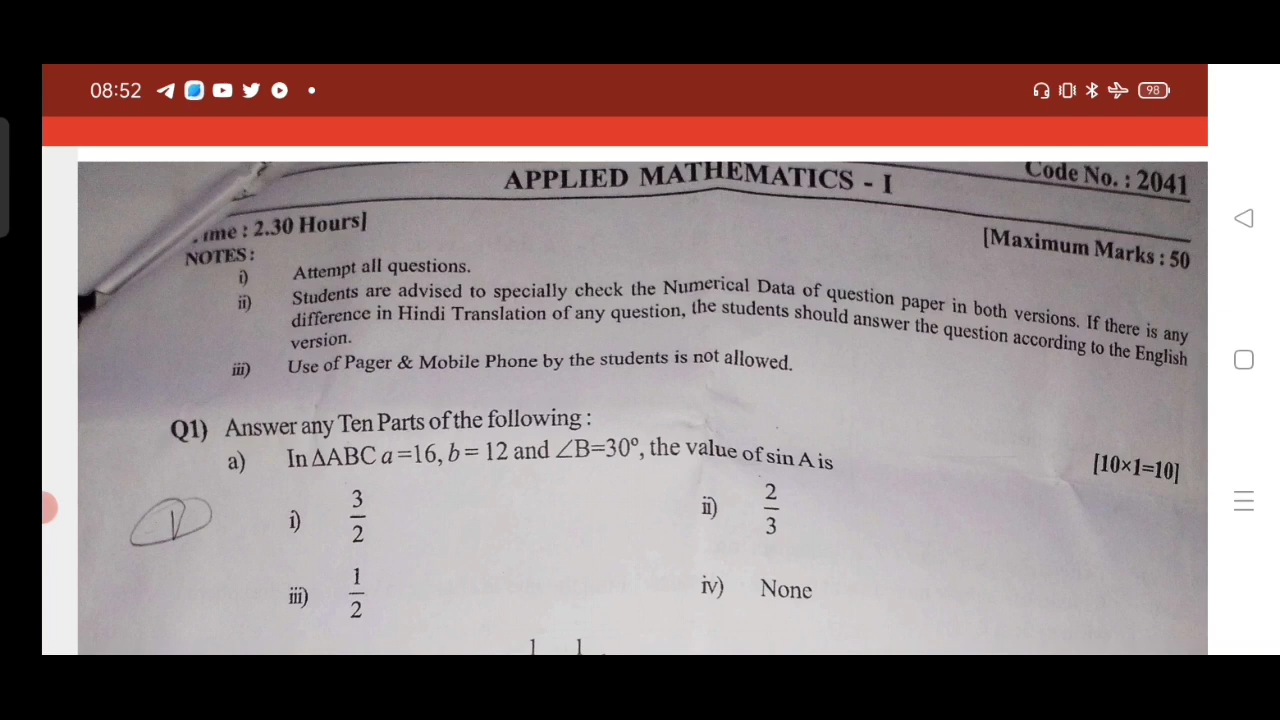 08:52
98
APPLIED MATHEMATICS - I
Code No. : 2041
ime : 2.30 Hours]
[Maximum Marks : 50
NOTES :
i) Attempt all questions.
ii) Students are advised to specially check the Numerical Data of question paper in both versions. If there is any
difference in Hindi Translation of any question, the students should answer the question according to the English
version.
iii) Use of Pager & Mobile Phone by the students is not allowed.
Q1) Answer any Ten Parts of the following :
[10×1=10]
a) In ΔABC a =16, b = 12 and ∠B=30º, the value of sin A is
i) 3/2 ii) 2/3
iii) 1/2 iv) None
1 1